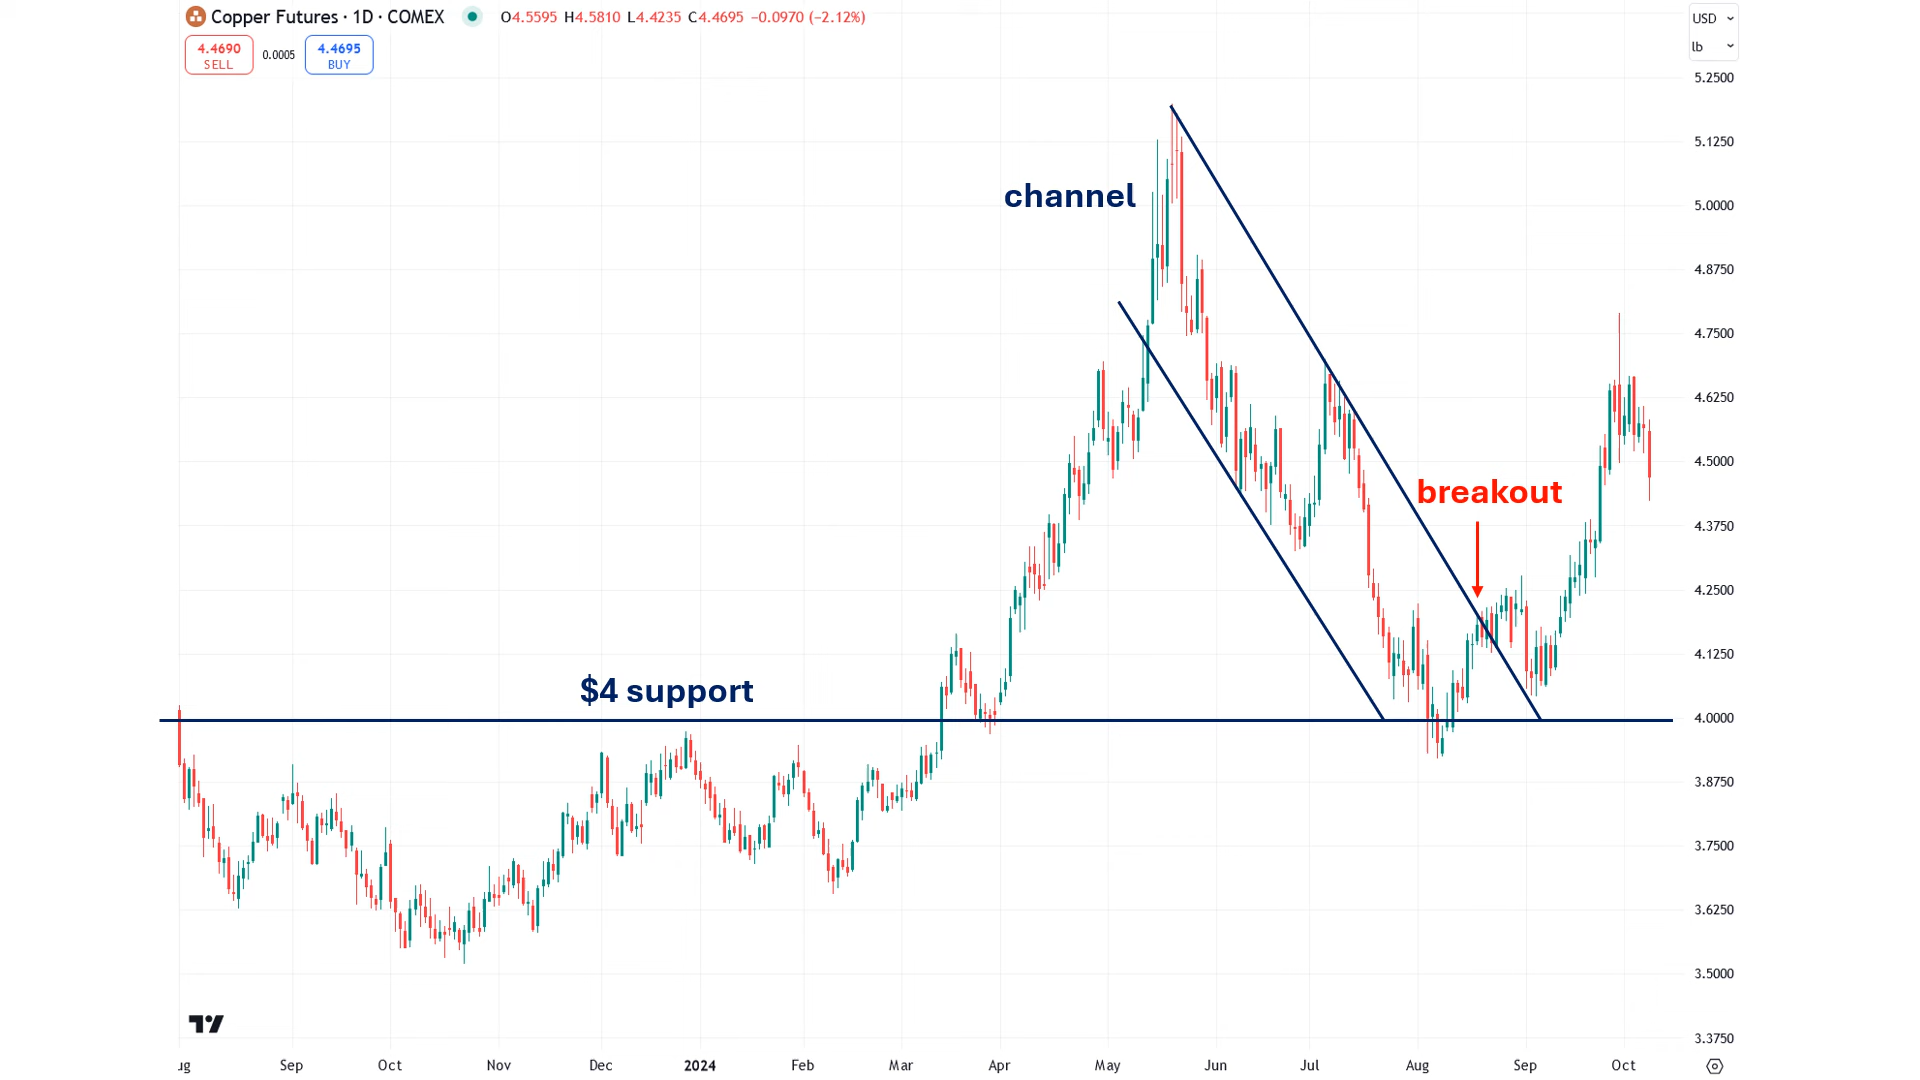 Copper Futures · 1D · COMEX O4.5595 H4.5810 L4.4235 C4.4695 −0.0970 (−2.12%)
USD
lb
4.4690
SELL
0.0005
4.4695
BUY
5.2500
5.1250
channel
5.0000
4.8750
4.7500
4.6250
4.5000
breakout
4.3750
4.2500
4.1250
$4 support
4.0000
3.8750
3.7500
3.6250
3.5000
3.3750
ug Sep Oct Nov Dec 2024 Feb Mar Apr May Jun Jul Aug Sep Oct